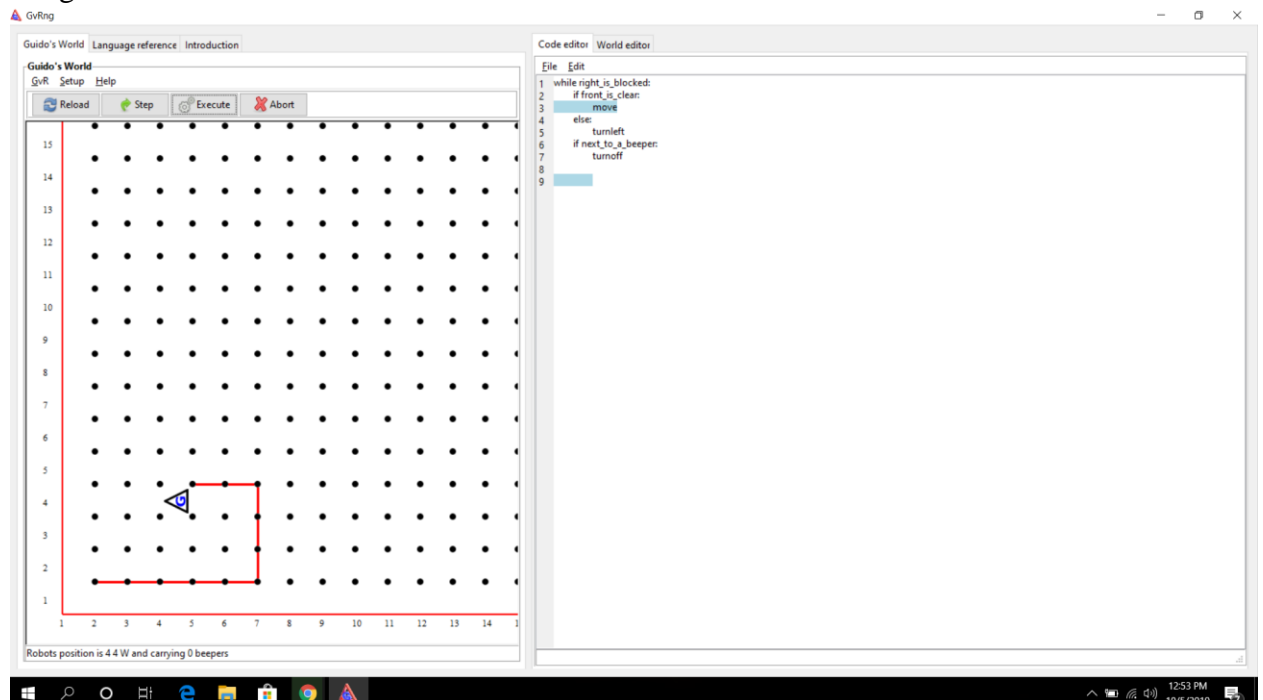 GvRng
Guido's World Language reference Introduction
Guido's World
GvR Setup Help
Reload Step Execute Abort
15
14
13
12
11
10
9
8
7
6
5
4
3
2
1
1 2 3 4 5 6 7 8 9 10 11 12 13 14 1
G
Robots position is 4 4 W and carrying 0 beepers
Code editor World editor
File Edit
1 while right_is_blocked:
2 if front_is_clear:
3 move
4 else:
5 turnleft
6 if next_to_a_beeper:
7 turnoff
8
9
12:53 PM